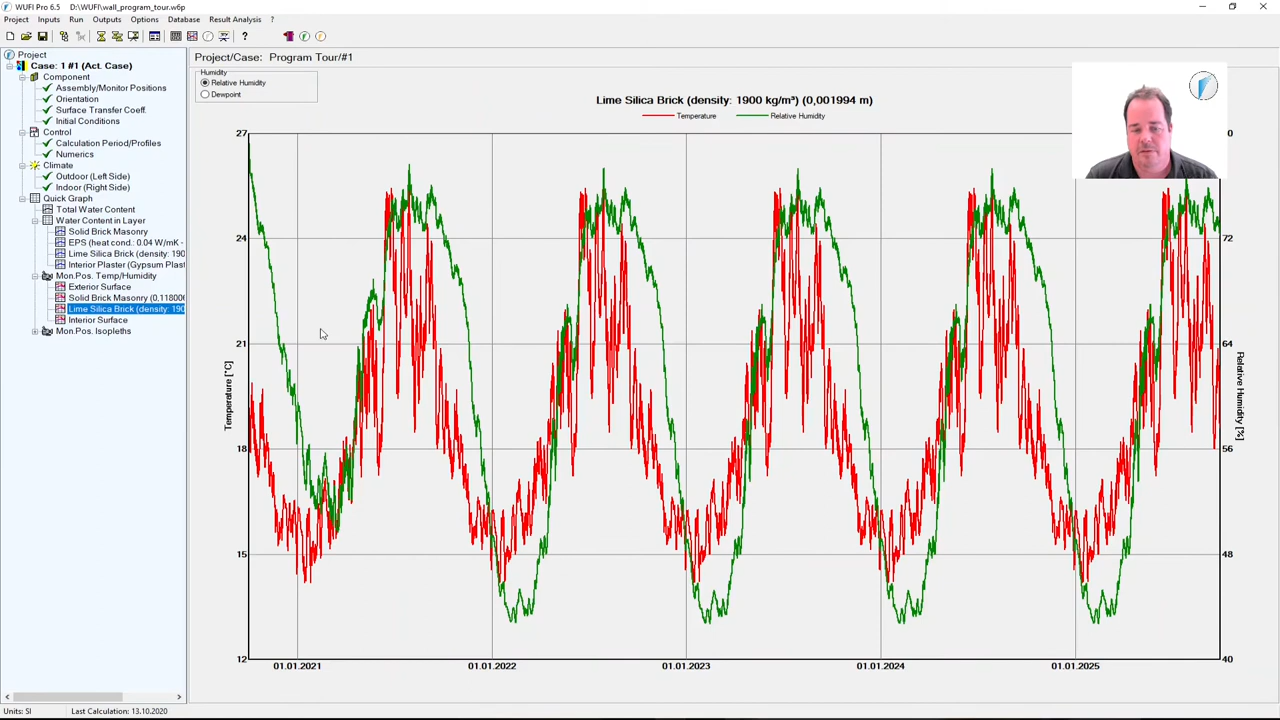 WUFI Pro 6.5 D:\WUFI\wall_program_tour.w6p
Project Inputs Run Outputs Options Database Result Analysis ?
Project
Case: 1 #1 (Act. Case)
Component
Assembly/Monitor Positions
Orientation
Surface Transfer Coeff.
Initial Conditions
Control
Calculation Period/Profiles
Numerics
Climate
Outdoor (Left Side)
Indoor (Right Side)
Quick Graph
Total Water Content
Water Content in Layer
Solid Brick Masonry
EPS (heat cond.: 0.04 W/mK -
Lime Silica Brick (density: 190
Interior Plaster (Gypsum Plast
Mon.Pos. Temp/Humidity
Exterior Surface
Solid Brick Masonry (0,118006
Lime Silica Brick (density: 190
Interior Surface
Mon.Pos. Isopleths
Project/Case: Program Tour/#1
Humidity
Relative Humidity
Dewpoint
Lime Silica Brick (density: 1900 kg/m³) (0,001994 m)
Temperature Relative Humidity
27
24
21
18
15
12
Temperature [°C]
0
72
64
56
48
40
Relative Humidity [%]
01.01.2021 01.01.2022 01.01.2023 01.01.2024 01.01.2025
Units: SI Last Calculation: 13.10.2020